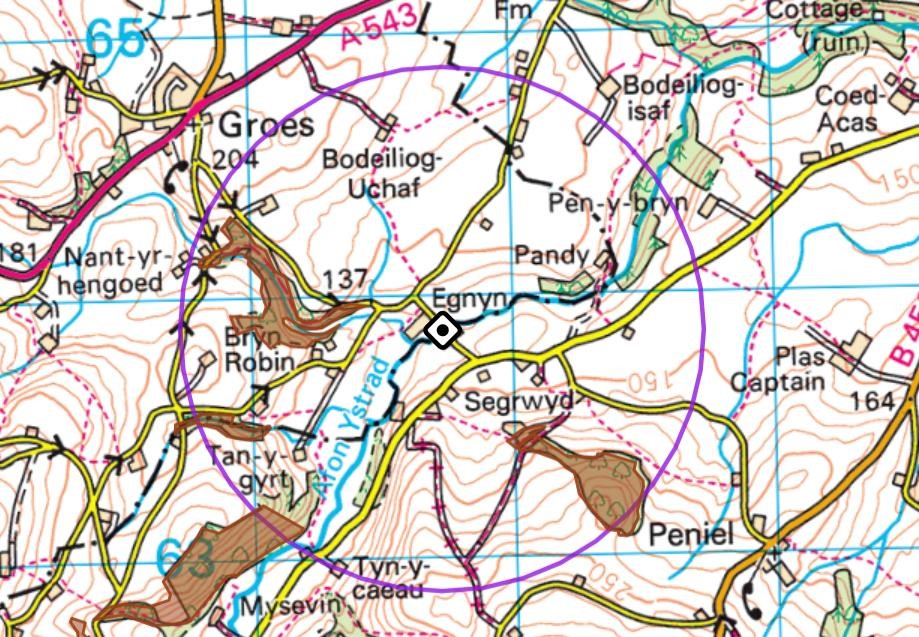 Fm
Cottage
(ruin)
65
A 543
Bodeiliog-
isaf
Coed-
Acas
Groes
204
Bodeiliog-
Uchaf
150
Pen-y-bryn
181
Nant-yr-
hengoed
Pandy
137
Egnyn
Bryn
Robin
Plas
Captain
150
164
Segrwyd
Afon Ystrad
Tan-y-
gyrt
Peniel
63
Tyn-y-
caeau
250
Mysevin